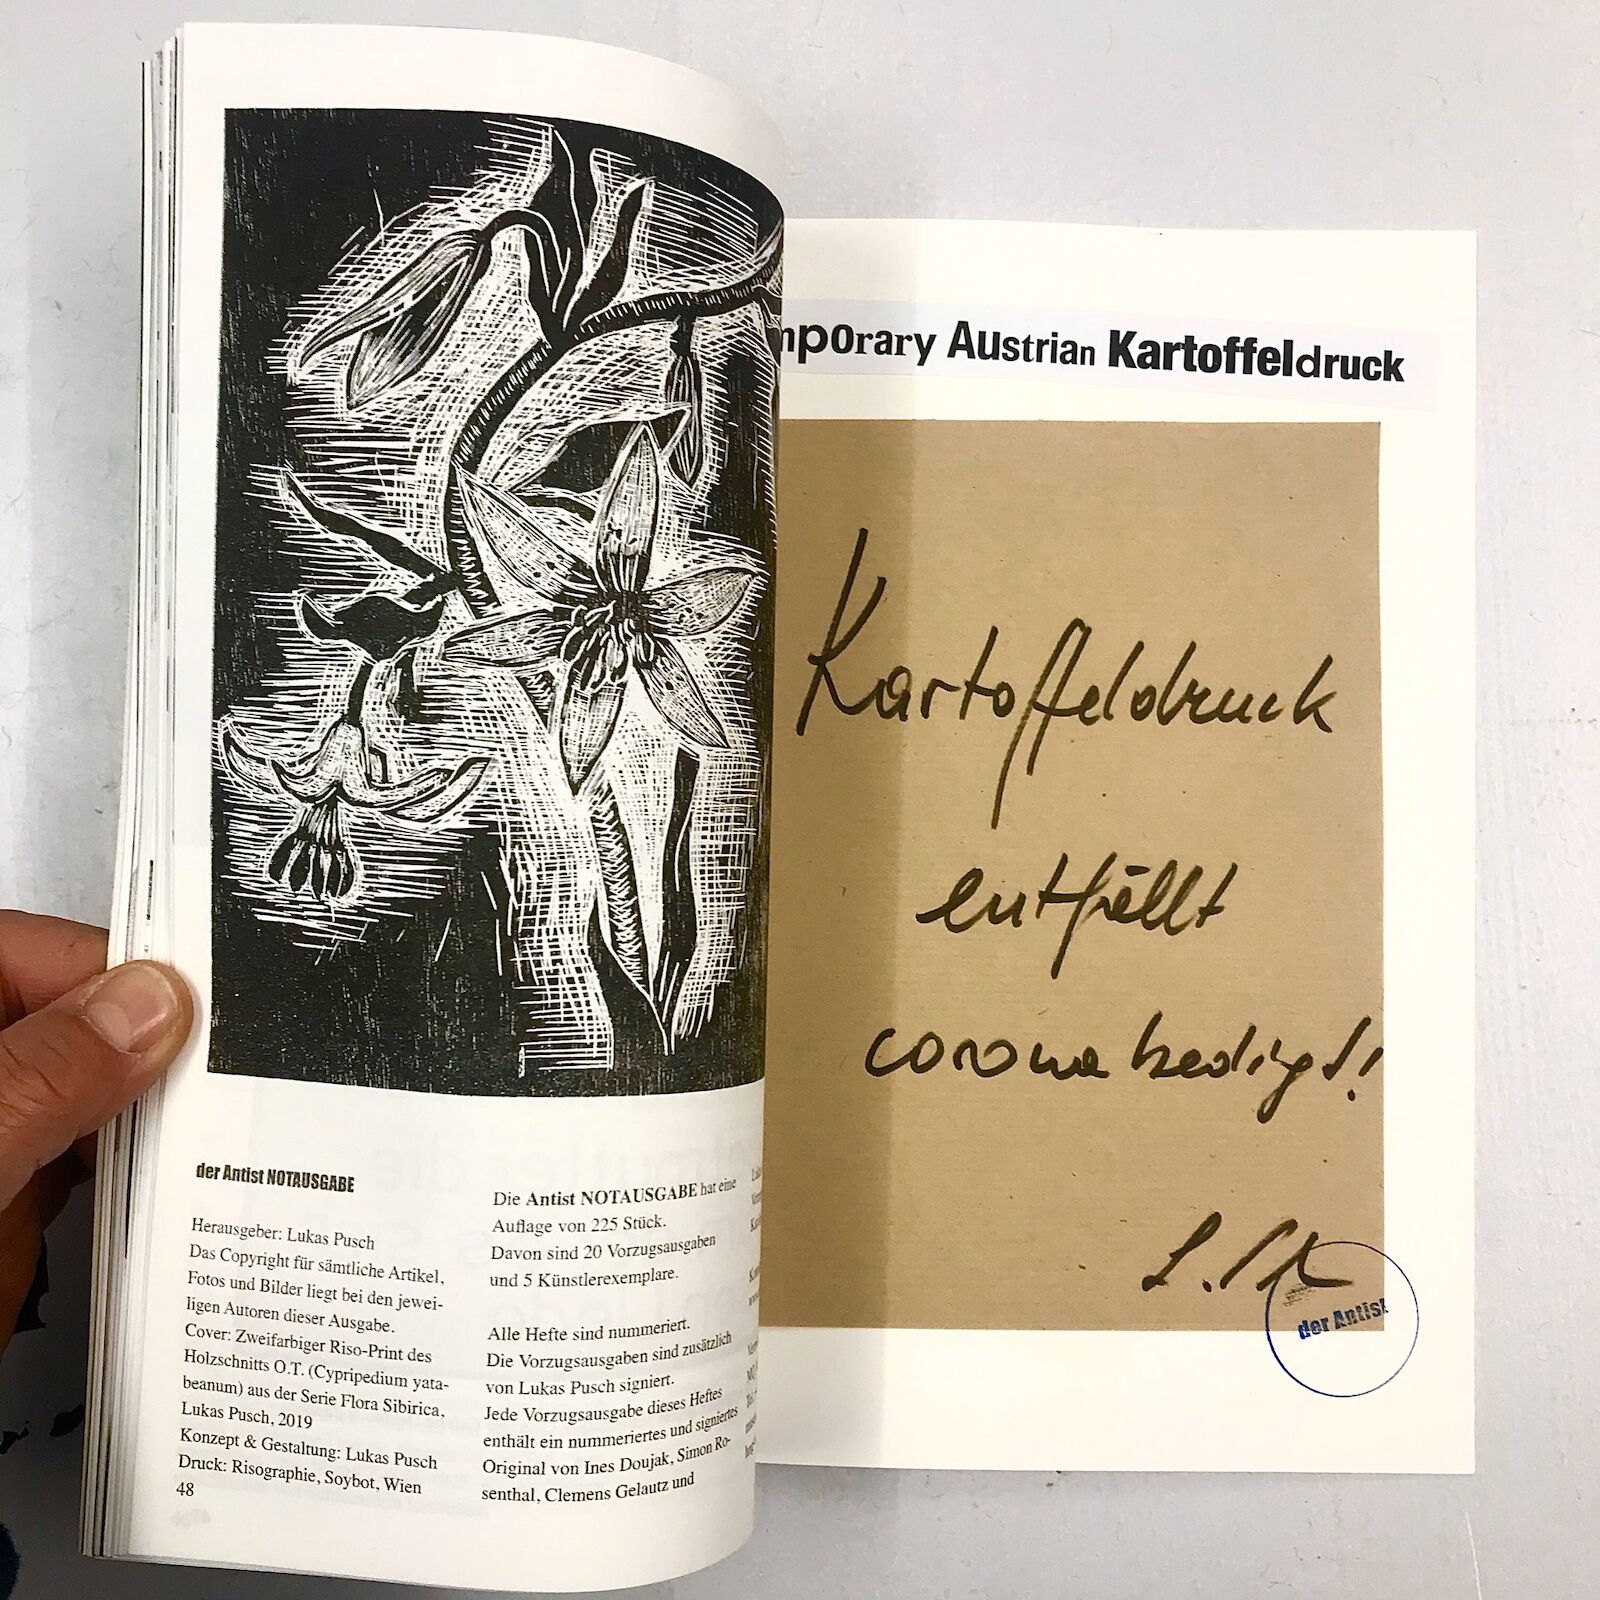 der Antist NOTAUSGABE
Herausgeber: Lukas Pusch
Das Copyright für sämtliche Artikel,
Fotos und Bilder liegt bei den jewei-
ligen Autoren dieser Ausgabe.
Cover: Zweifarbiger Riso-Print des
Holzschnitts O.T. (Cypripedium yata-
beanum) aus der Serie Flora Sibirica,
Lukas Pusch, 2019
Konzept & Gestaltung: Lukas Pusch
Druck: Risographie, Soybot, Wien
48
Die Antist NOTAUSGABE hat eine
Auflage von 225 Stück.
Davon sind 20 Vorzugsausgaben
und 5 Künstlerexemplare.
Alle Hefte sind nummeriert.
Die Vorzugsausgaben sind zusätzlich
von Lukas Pusch signiert.
Jede Vorzugsausgabe dieses Heftes
enthält ein nummeriertes und signiertes
Original von Ines Doujak, Simon Ro-
senthal, Clemens Gelautz und
mporary Austrian Kartoffeldruck
Kartoffeldruck
entfällt
corona bedingt!
der Antist